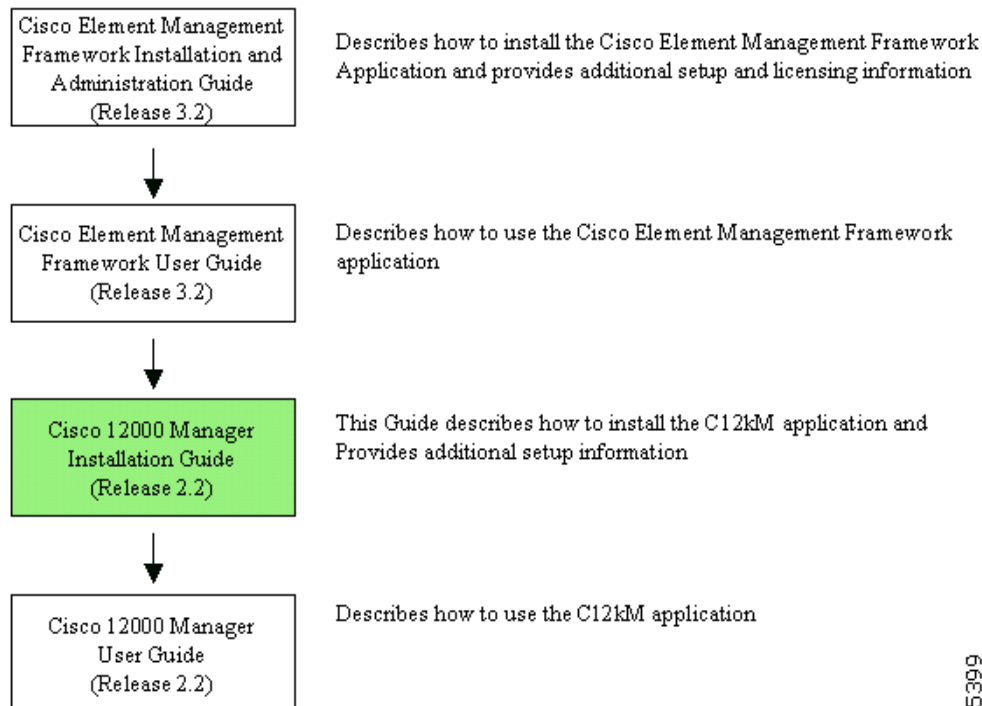 Cisco Element Management
Framework Installation and
Administration Guide
(Release 3.2)
Describes how to install the Cisco Element Management Framework
Application and provides additional setup and licensing information
Cisco Element Management
Framework User Guide
(Release 3.2)
Describes how to use the Cisco Element Management Framework
application
Cisco 12000 Manager
Installation Guide
(Release 2.2)
This Guide describes how to install the C12kM application and
Provides additional setup information
Cisco 12000 Manager
User Guide
(Release 2.2)
Describes how to use the C12kM application
5399